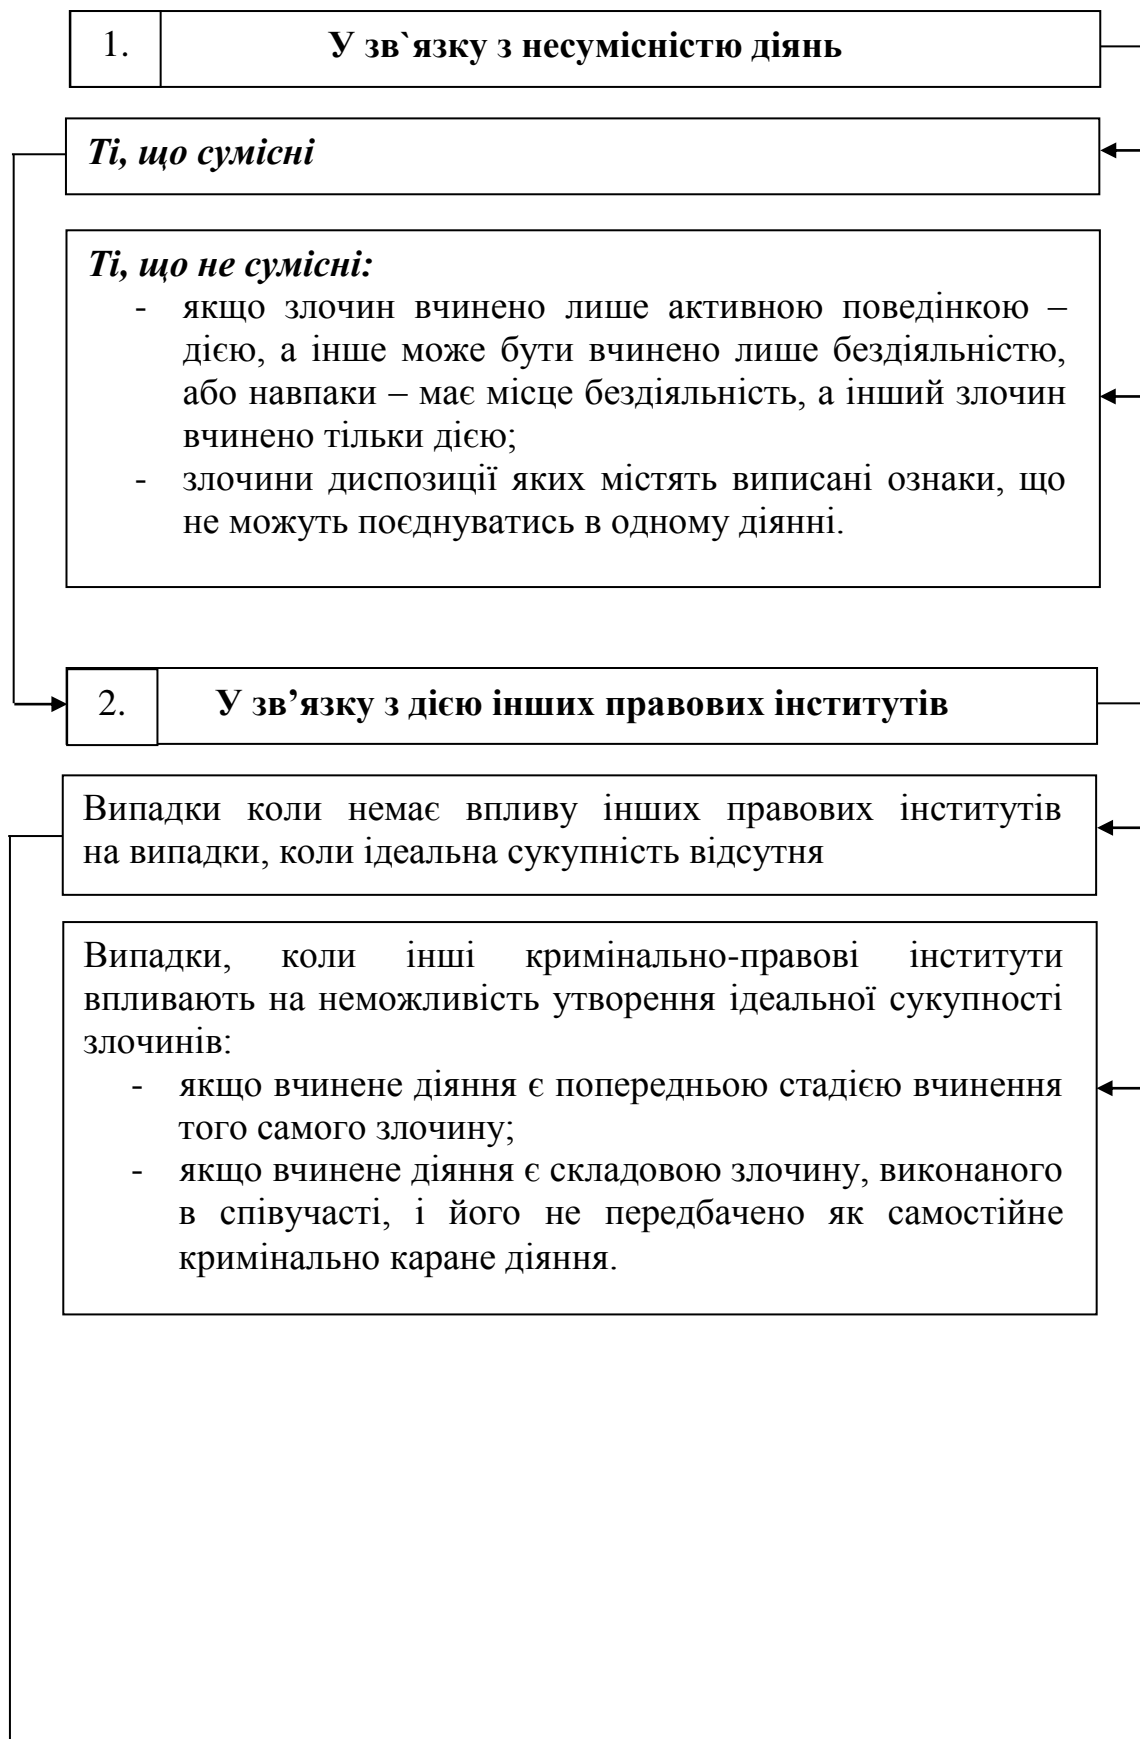 1. У зв`язку з несумісністю діянь
Ті, що сумісні
Ті, що не сумісні:
- якщо злочин вчинено лише активною поведінкою –
дією, а інше може бути вчинено лише бездіяльністю,
або навпаки – має місце бездіяльність, а інший злочин
вчинено тільки дією;
- злочини диспозиції яких містять виписані ознаки, що
не можуть поєднуватись в одному діянні.
2. У зв’язку з дією інших правових інститутів
Випадки коли немає впливу інших правових інститутів
на випадки, коли ідеальна сукупність відсутня
Випадки, коли інші кримінально-правові інститути
впливають на неможливість утворення ідеальної сукупності
злочинів:
- якщо вчинене діяння є попередньою стадією вчинення
того самого злочину;
- якщо вчинене діяння є складовою злочину, виконаного
в співучасті, і його не передбачено як самостійне
кримінально каране діяння.